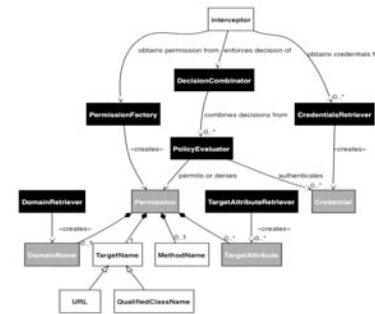 interceptor
obtains permission from
enforces decision of
obtains credentials f
DecisionCombinator
0..*
PermissionFactory
combines decisions from
CredentialsRetriever
0..*
«creates»
PolicyEvaluator
«creates»
permits or denies
authenticates
0..*
DomainRetriever
Permission
TargetAttributeRetriever
Credential
«creates»
1
0..1
«creates»
0..*
0..*
DomainName
TargetName
MethodName
TargetAttribute
URL
QualifiedClassName